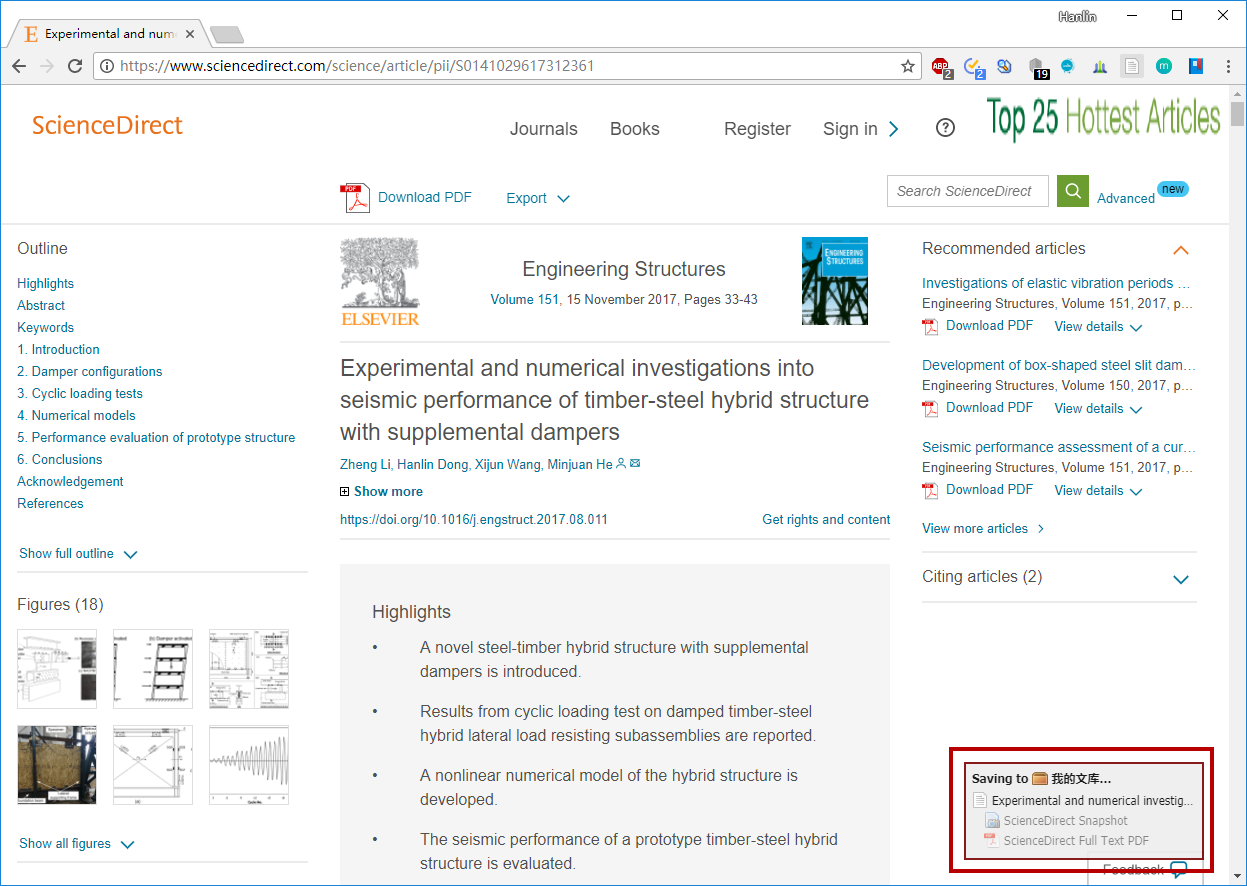 Hanlin
Experimental and num
https://www.sciencedirect.com/science/article/pii/S0141029617312361
ABP
2
2
19
m
ScienceDirect
Journals
Books
Register
Sign in
?
Top 25 Hottest Articles
PDF
Download PDF
Export
Search ScienceDirect
Advanced
new
Outline
Highlights
Abstract
Keywords
1. Introduction
2. Damper configurations
3. Cyclic loading tests
4. Numerical models
5. Performance evaluation of prototype structure
6. Conclusions
Acknowledgement
References
Show full outline
Figures (18)
Show all figures
ELSEVIER
Engineering Structures
Volume 151, 15 November 2017, Pages 33-43
ENGINEERING
STRUCTURES
Experimental and numerical investigations into
seismic performance of timber-steel hybrid structure
with supplemental dampers
Zheng Li, Hanlin Dong, Xijun Wang, Minjuan He
Show more
https://doi.org/10.1016/j.engstruct.2017.08.011
Get rights and content
Highlights
• A novel steel-timber hybrid structure with supplemental
dampers is introduced.
• Results from cyclic loading test on damped timber-steel
hybrid lateral load resisting subassemblies are reported.
• A nonlinear numerical model of the hybrid structure is
developed.
• The seismic performance of a prototype timber-steel hybrid
structure is evaluated.
Recommended articles
Investigations of elastic vibration periods ...
Engineering Structures, Volume 151, 2017, p...
Download PDF
View details
Development of box-shaped steel slit dam...
Engineering Structures, Volume 150, 2017, p...
Download PDF
View details
Seismic performance assessment of a cur...
Engineering Structures, Volume 151, 2017, p...
Download PDF
View details
View more articles
Citing articles (2)
Saving to 我的文库...
Experimental and numerical investig...
ScienceDirect Snapshot
ScienceDirect Full Text PDF
Feedback